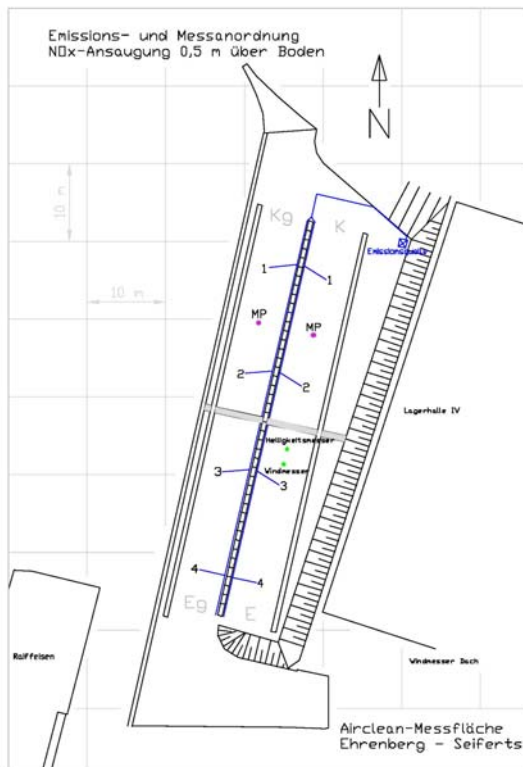 Emissions- und Messanordnung
NOx-Ansaugung 0,5 m über Boden
N
10 m
10 m
Kg
K
Emissionsquelle
1
1
MP
MP
2
2
Lagerhalle IV
Helligkeitsmesser
Windmesser
3
3
4
4
Eg
E
Raiffeisen
Windmesser Dach
Airclean-Messfläche
Ehrenberg - Seiferts